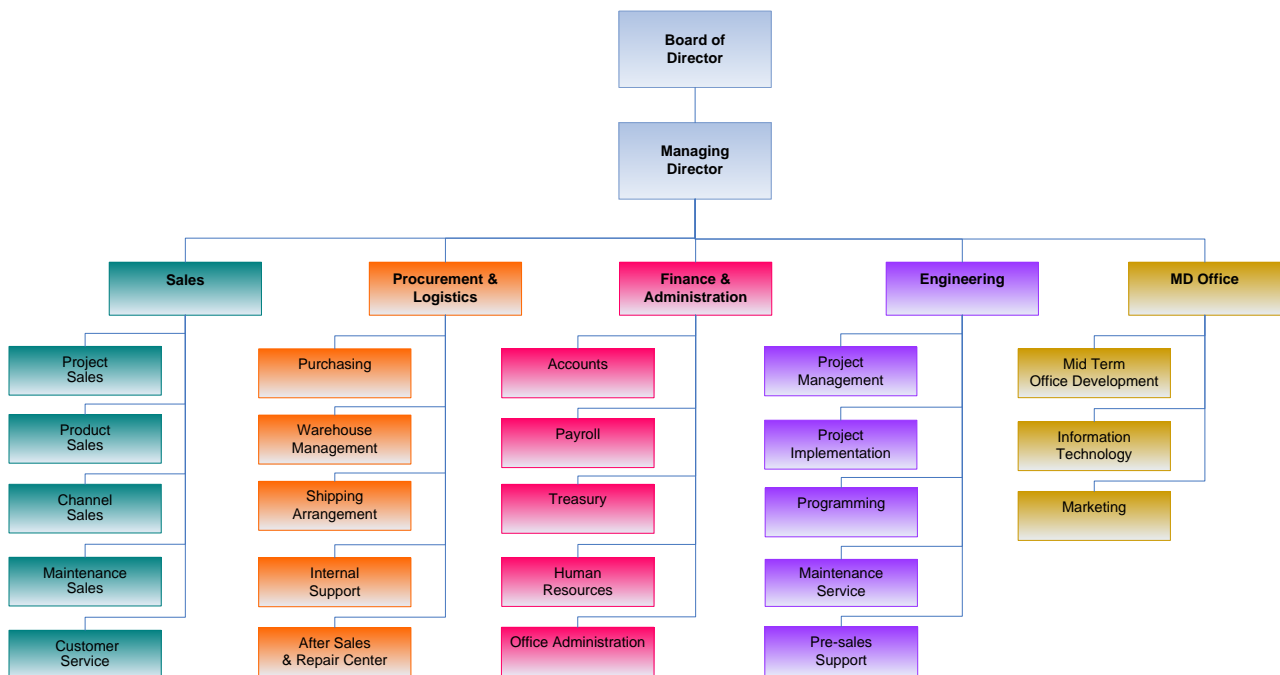 Board of
Director
Managing
Director
Sales
Procurement &
Logistics
Finance &
Administration
Engineering
MD Office
Project
Sales
Product
Sales
Channel
Sales
Maintenance
Sales
Customer
Service
Purchasing
Warehouse
Management
Shipping
Arrangement
Internal
Support
After Sales
& Repair Center
Accounts
Payroll
Treasury
Human
Resources
Office Administration
Project
Management
Project
Implementation
Programming
Maintenance
Service
Pre-sales
Support
Mid Term
Office Development
Information
Technology
Marketing